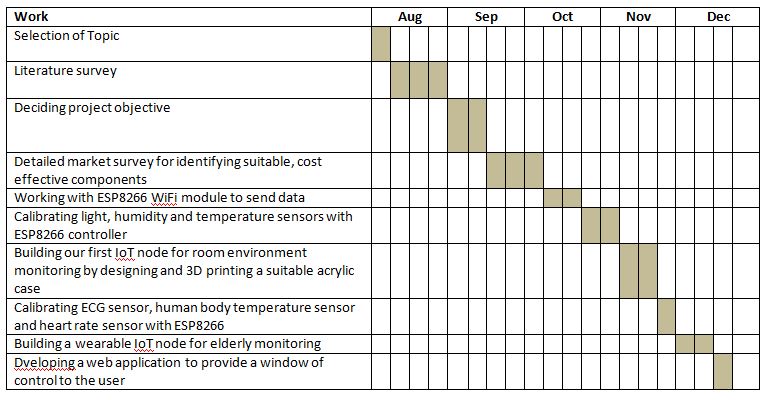 Work Aug Sep Oct Nov Dec
Selection of Topic
Literature survey
Deciding project objective
Detailed market survey for identifying suitable, cost
effective components
Working with ESP8266 WiFi module to send data
Calibrating light, humidity and temperature sensors with
ESP8266 controller
Building our first IoT node for room environment
monitoring by designing and 3D printing a suitable acrylic
case
Calibrating ECG sensor, human body temperature sensor
and heart rate sensor with ESP8266
Building a wearable IoT node for elderly monitoring
Dveloping a web application to provide a window of
control to the user